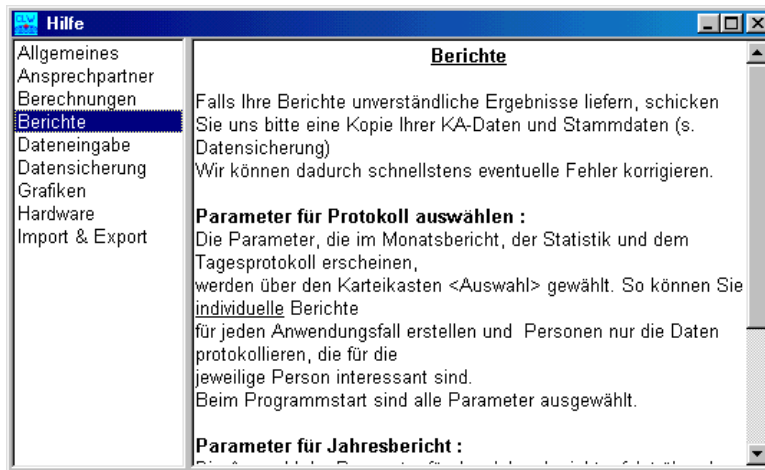 Hilfe
Allgemeines
Ansprechpartner
Berechnungen
Berichte
Dateneingabe
Datensicherung
Grafiken
Hardware
Import & Export
Berichte
Falls Ihre Berichte unverständliche Ergebnisse liefern, schicken
Sie uns bitte eine Kopie Ihrer KA-Daten und Stammdaten (s.
Datensicherung)
Wir können dadurch schnellstens eventuelle Fehler korrigieren.
Parameter für Protokoll auswählen :
Die Parameter, die im Monatsbericht, der Statistik und dem
Tagesprotokoll erscheinen,
werden über den Karteikasten <Auswahl> gewählt. So können Sie
individuelle Berichte
für jeden Anwendungsfall erstellen und  Personen nur die Daten
protokollieren, die für die
jeweilige Person interessant sind.
Beim Programmstart sind alle Parameter ausgewählt.
Parameter für Jahresbericht :